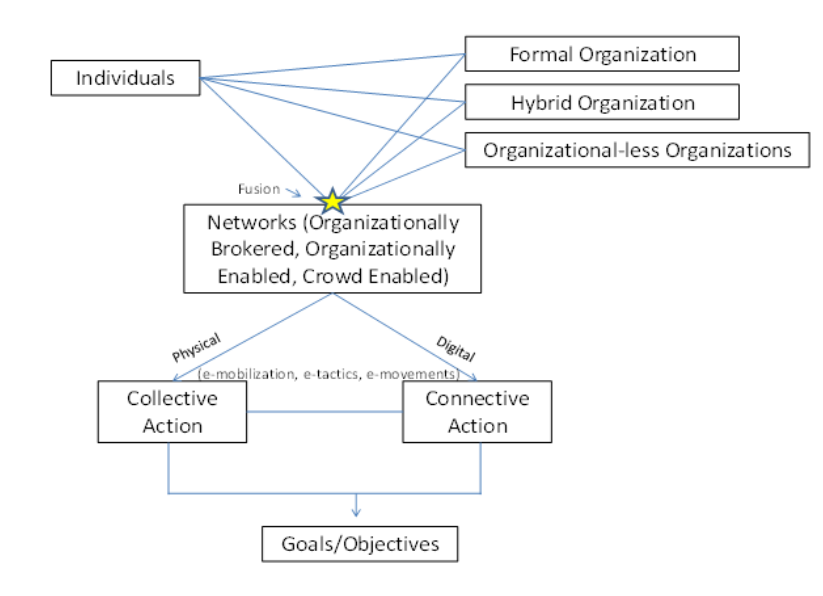 Individuals
Formal Organization
Hybrid Organization
Organizational-less Organizations
Fusion
Networks (Organizationally
Brokered, Organizationally
Enabled, Crowd Enabled)
Physical
Digital
(e-mobilization, e-tactics, e-movements)
Collective
Action
Connective
Action
Goals/Objectives